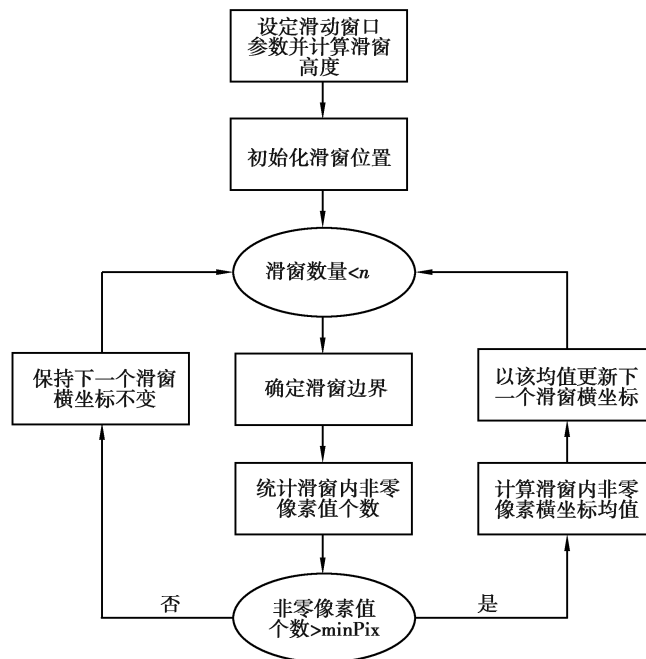 设定滑动窗口
参数并计算滑窗
高度
初始化滑窗位置
滑窗数量<n
保持下一个滑窗
横坐标不变
确定滑窗边界
以该均值更新下
一个滑窗横坐标
统计滑窗内非零
像素值个数
计算滑窗内非零
像素横坐标均值
否
非零像素值
个数>minPix
是